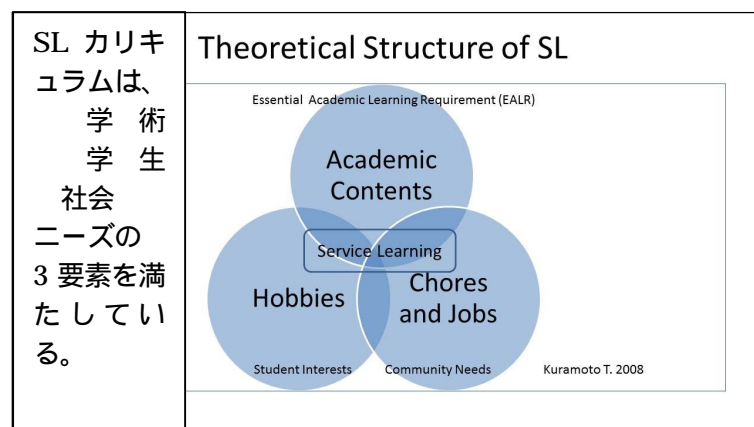 SL カリキ
ュラムは、
学 術
学 生
社会
ニーズの
3 要素を満
たしてい
る。
Theoretical Structure of SL
Essential Academic Learning Requirement (EALR)
Academic
Contents
Service Learning
Hobbies
Chores
and Jobs
Student Interests
Community Needs
Kuramoto T. 2008